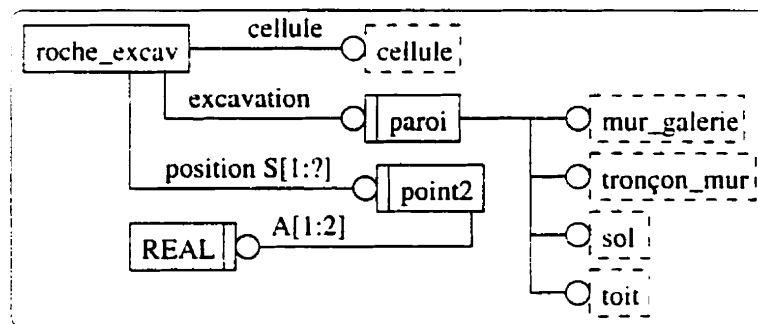 cellule
roche_excav
cellule
excavation
paroi
mur_galerie
position S[1:?]
point2
tronçon_mur
REAL
A[1:2]
sol
toit